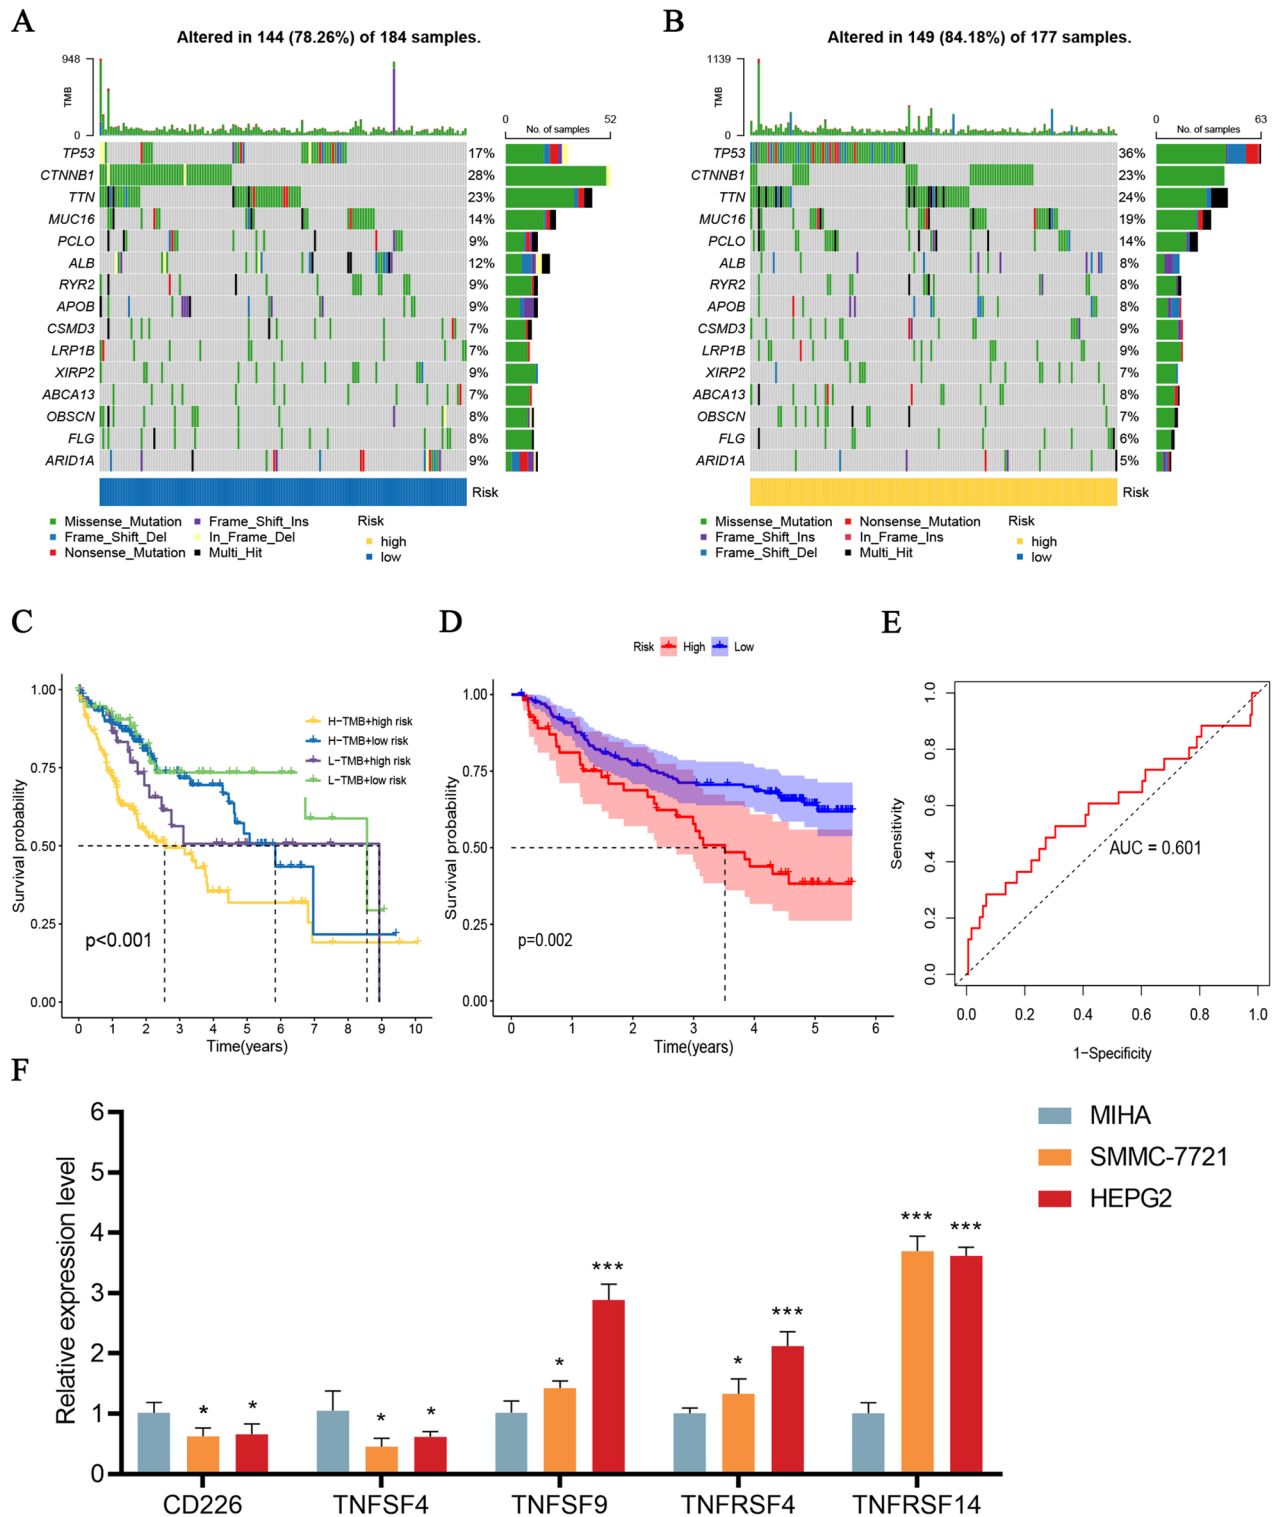 A
Altered in 144 (78.26%) of 184 samples.
948
TMB
0
0
52
No. of samples
TP53 17%
CTNNB1 28%
TTN 23%
MUC16 14%
PCLO 9%
ALB 12%
RYR2 9%
APOB 9%
CSMD3 7%
LRP1B 7%
XIRP2 9%
ABCA13 7%
OBSCN 8%
FLG 8%
ARID1A 9%
Risk
Missense_Mutation
Frame_Shift_Del
Nonsense_Mutation
Frame_Shift_Ins
In_Frame_Del
Multi_Hit
Risk
high
low
B
Altered in 149 (84.18%) of 177 samples.
1139
TMB
0
0
63
No. of samples
TP53 36%
CTNNB1 23%
TTN 24%
MUC16 19%
PCLO 14%
ALB 8%
RYR2 8%
APOB 8%
CSMD3 9%
LRP1B 9%
XIRP2 7%
ABCA13 8%
OBSCN 7%
FLG 6%
ARID1A 5%
Risk
Missense_Mutation
Frame_Shift_Ins
Frame_Shift_Del
Nonsense_Mutation
In_Frame_Ins
Multi_Hit
Risk
high
low
C
H-TMB+high risk
H-TMB+low risk
L-TMB+high risk
L-TMB+low risk
Survival probability
1.00
0.75
0.50
0.25
0.00
p<0.001
0 1 2 3 4 5 6 7 8 9 10
Time(years)
D
Risk High Low
Survival probability
1.00
0.75
0.50
0.25
0.00
p=0.002
0 1 2 3 4 5 6
Time(years)
E
Sensitivity
1.0
0.8
0.6
0.4
0.2
0.0
AUC = 0.601
0.0 0.2 0.4 0.6 0.8 1.0
1-Specificity
F
Relative expression level
6
5
4
3
2
1
0
* *
* *
* ***
* ***
*** ***
CD226 TNFSF4 TNFSF9 TNFRSF4 TNFRSF14
MIHA
SMMC-7721
HEPG2